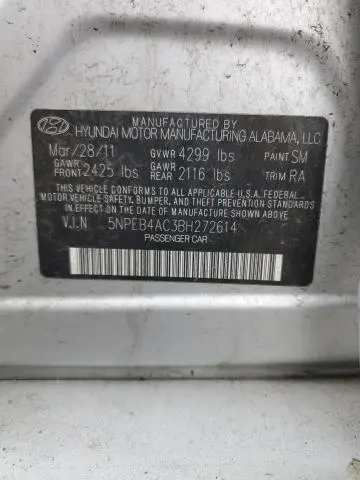 MANUFACTURED BY
HYUNDAI MOTOR MANUFACTURING ALABAMA, LLC
Mar/28/11 GVWR 4299 lbs PAINT SM
GAWR FRONT 2425 lbs GAWR REAR 2116 lbs TRIM RA
THIS VEHICLE CONFORMS TO ALL APPLICABLE U.S.A. FEDERAL
MOTOR VEHICLE SAFETY, BUMPER, AND THEFT PREVENTION
STANDARDS IN EFFECT ON THE DATE OF MANUFACTURE SHOWN ABOVE.
V.I.N 5NPEB4AC3BH272614
PASSENGER CAR